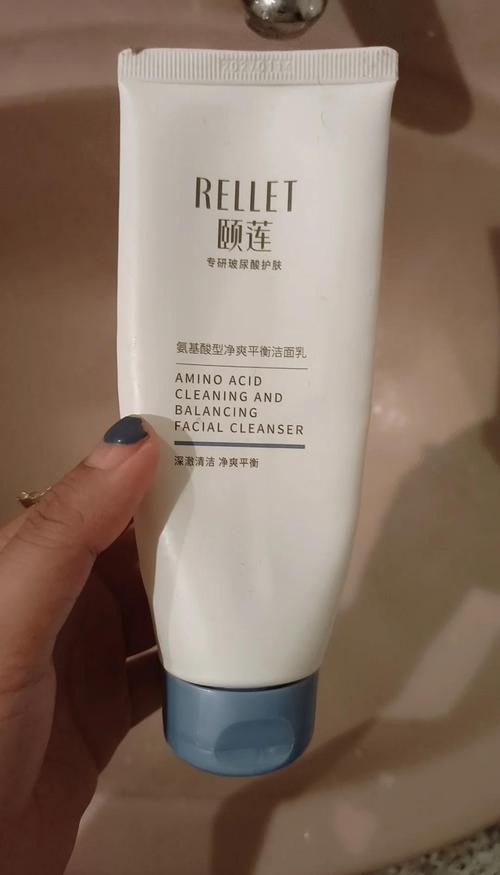 RELLET
颐莲
专研玻尿酸护肤
氨基酸型净爽平衡洁面乳
AMINO ACID
CLEANING AND
BALANCING
FACIAL CLEANSER
深澈清洁 净爽平衡